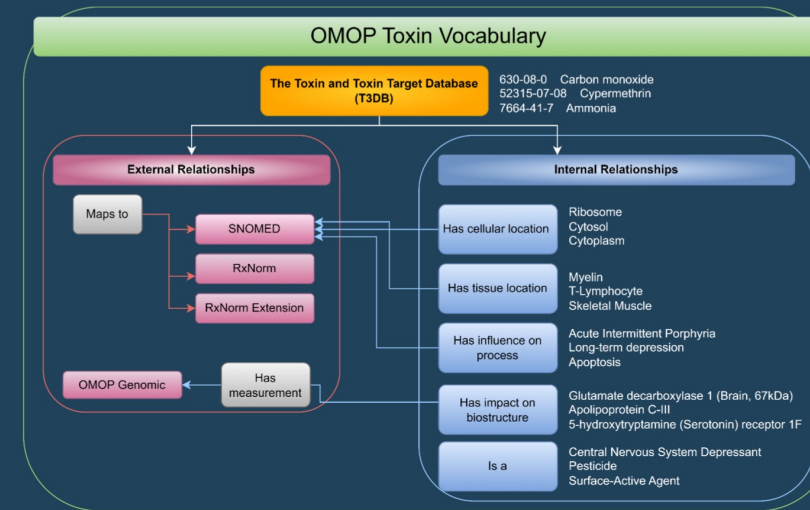 OMOP Toxin Vocabulary
The Toxin and Toxin Target Database
(T3DB)
630-08-0 Carbon monoxide
52315-07-08 Cypermethrin
7664-41-7 Ammonia
External Relationships
Maps to
SNOMED
RxNorm
RxNorm Extension
OMOP Genomic
Has
measurement
Internal Relationships
Has cellular location
Ribosome
Cytosol
Cytoplasm
Has tissue location
Myelin
T-Lymphocyte
Skeletal Muscle
Has influence on
process
Acute Intermittent Porphyria
Long-term depression
Apoptosis
Has impact on
biostructure
Glutamate decarboxylase 1 (Brain, 67kDa)
Apolipoprotein C-III
5-hydroxytryptamine (Serotonin) receptor 1F
Is a
Central Nervous System Depressant
Pesticide
Surface-Active Agent